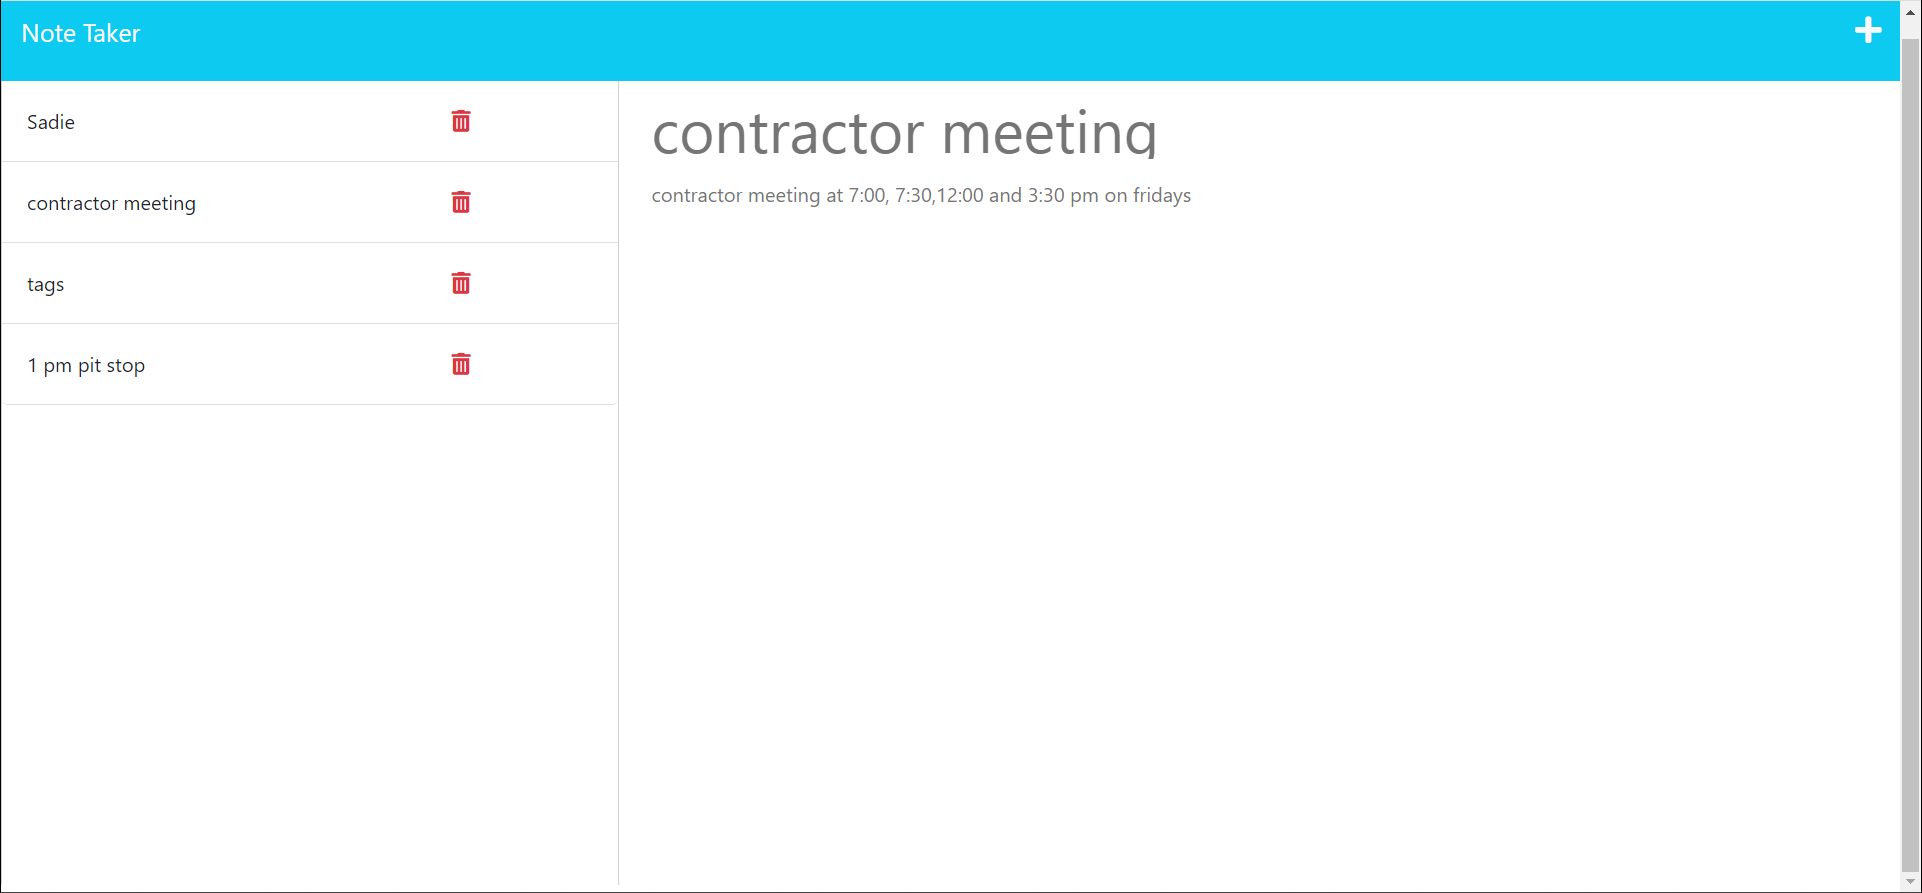 Note Taker
Sadie
contractor meeting
tags
1 pm pit stop
contractor meeting
contractor meeting at 7:00, 7:30,12:00 and 3:30 pm on fridays